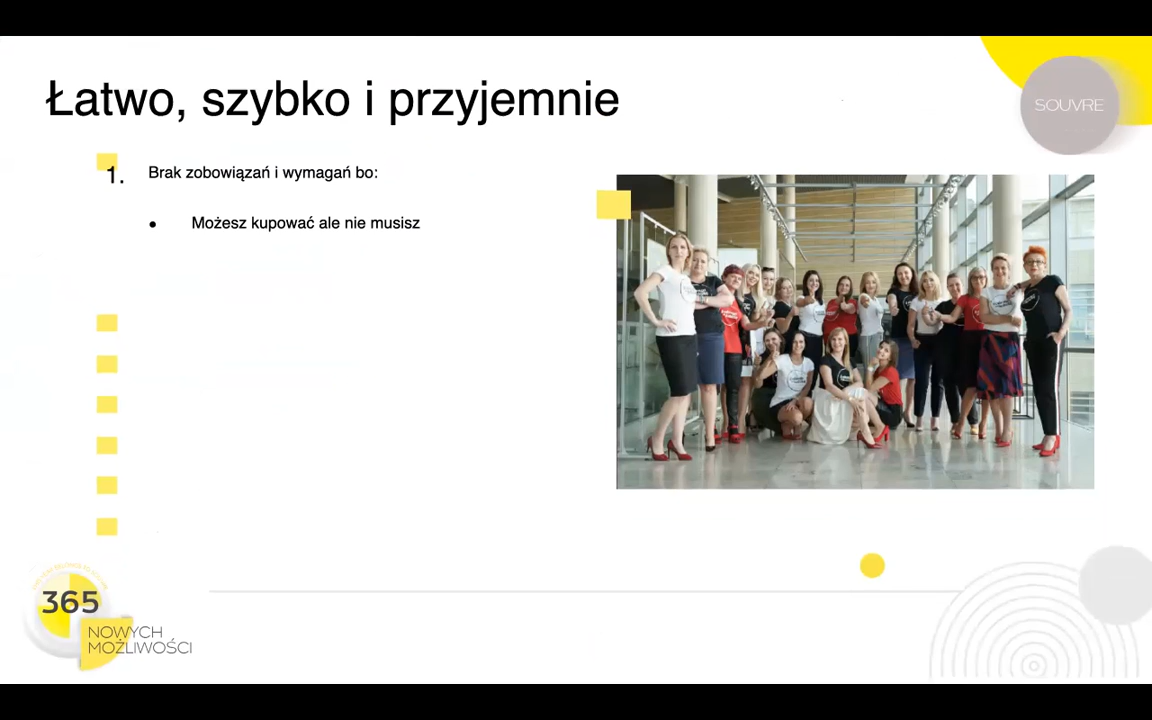 Łatwo, szybko i przyjemnie
SOUVRE
1. Brak zobowiązań i wymagań bo:
● Możesz kupować ale nie musisz
365
NOWYCH
MOŻLIWOŚCI